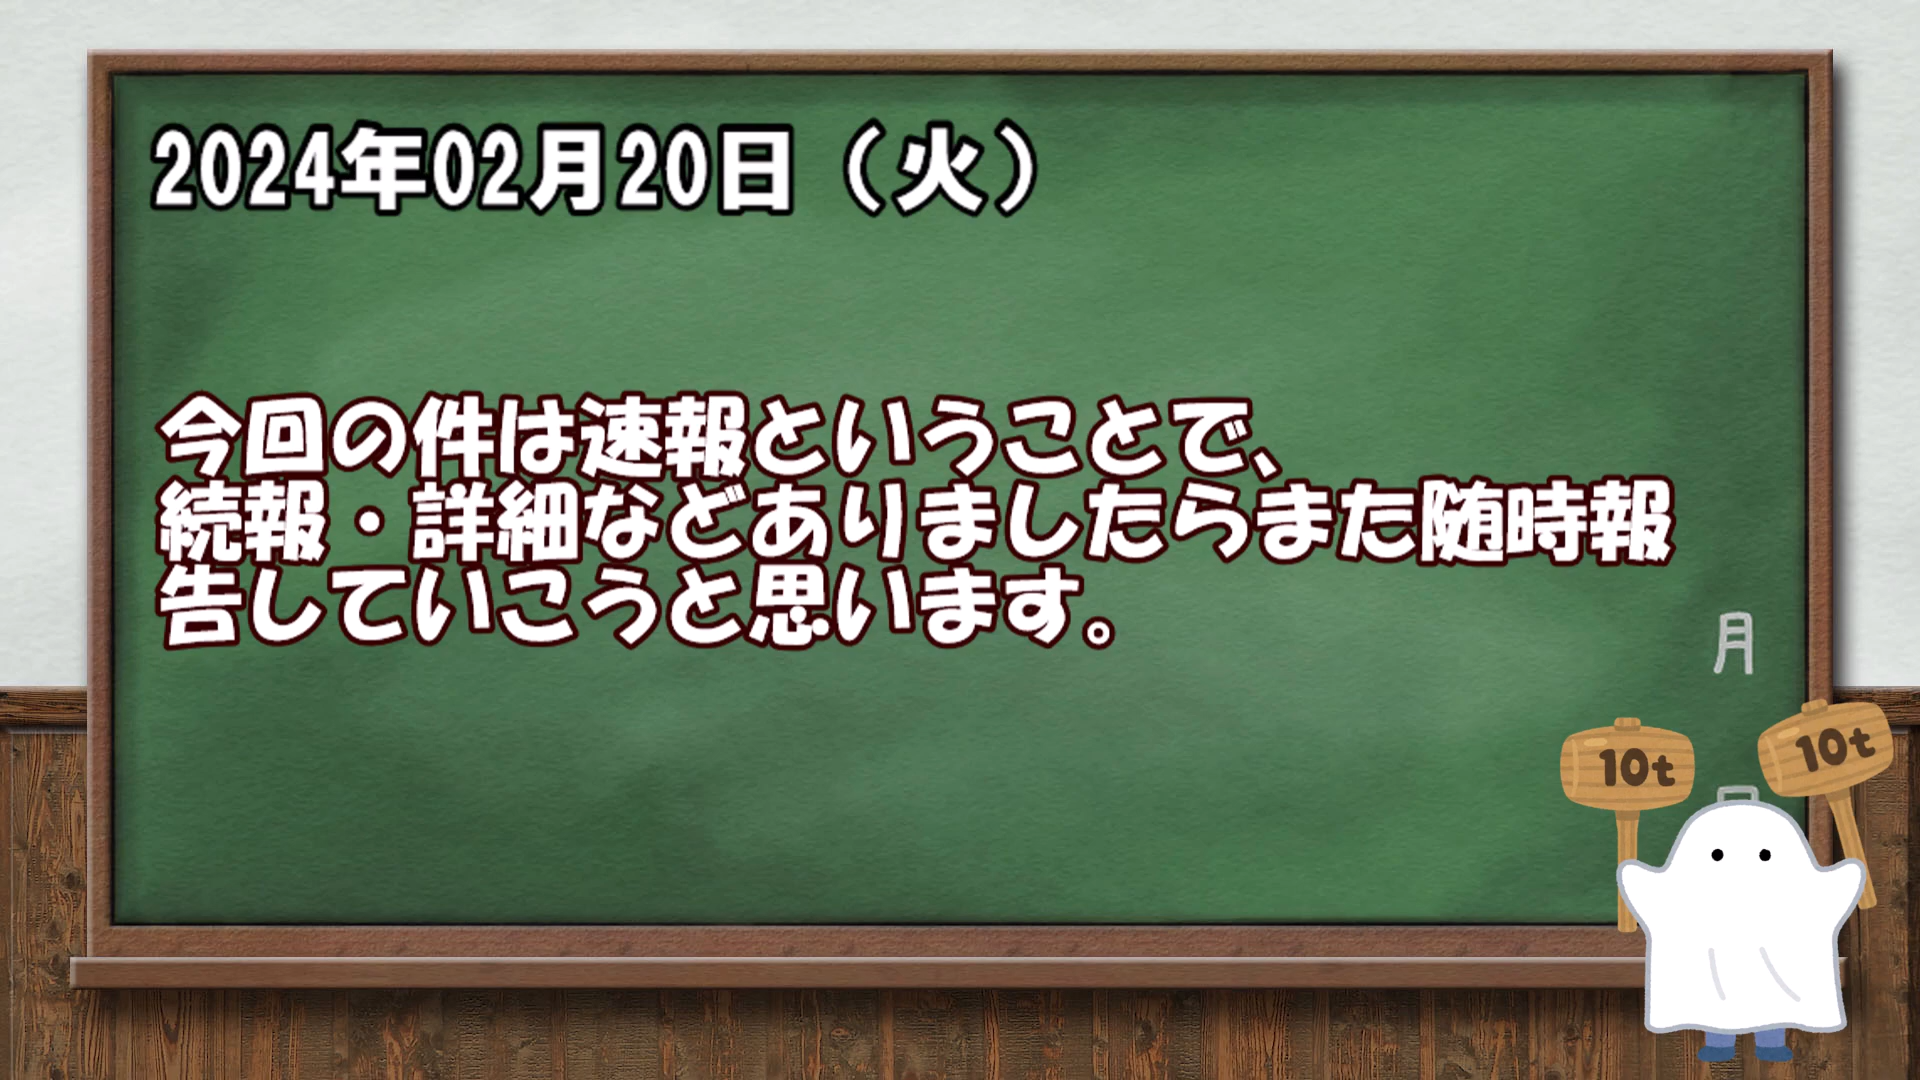 2024年02月20日（火）
今回の件は速報ということで、
続報・詳細などありましたらまた随時報
告していこうと思います。
月
10t
10t